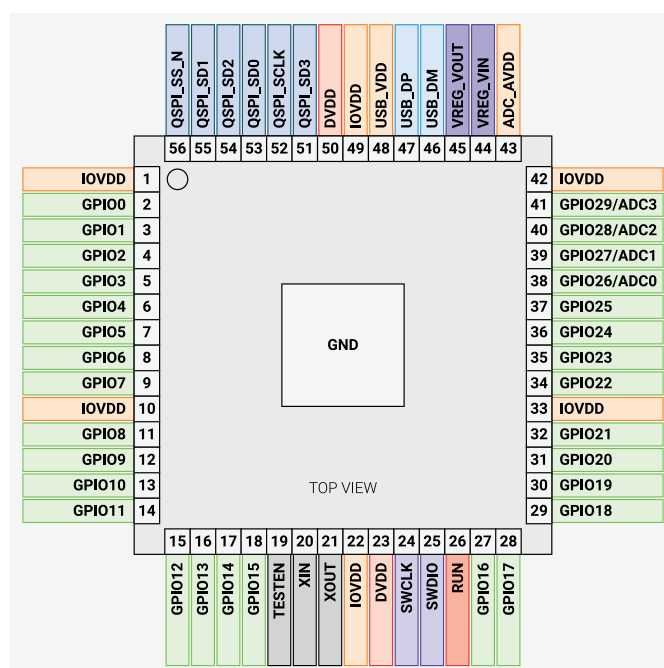 QSPI_SS_N
QSPI_SD1
QSPI_SD2
QSPI_SD0
QSPI_SCLK
QSPI_SD3
DVDD
IOVDD
USB_VDD
USB_DP
USB_DM
VREG_VOUT
VREG_VIN
ADC_AVDD
56 55 54 53 52 51 50 49 48 47 46 45 44 43
IOVDD 1
GPIO0 2
GPIO1 3
GPIO2 4
GPIO3 5
GPIO4 6
GPIO5 7
GPIO6 8
GPIO7 9
IOVDD 10
GPIO8 11
GPIO9 12
GPIO10 13
GPIO11 14
GND
TOP VIEW
42 IOVDD
41 GPIO29/ADC3
40 GPIO28/ADC2
39 GPIO27/ADC1
38 GPIO26/ADC0
37 GPIO25
36 GPIO24
35 GPIO23
34 GPIO22
33 IOVDD
32 GPIO21
31 GPIO20
30 GPIO19
29 GPIO18
15 16 17 18 19 20 21 22 23 24 25 26 27 28
GPIO12
GPIO13
GPIO14
GPIO15
TESTEN
XIN
XOUT
IOVDD
DVDD
SWCLK
SWDIO
RUN
GPIO16
GPIO17